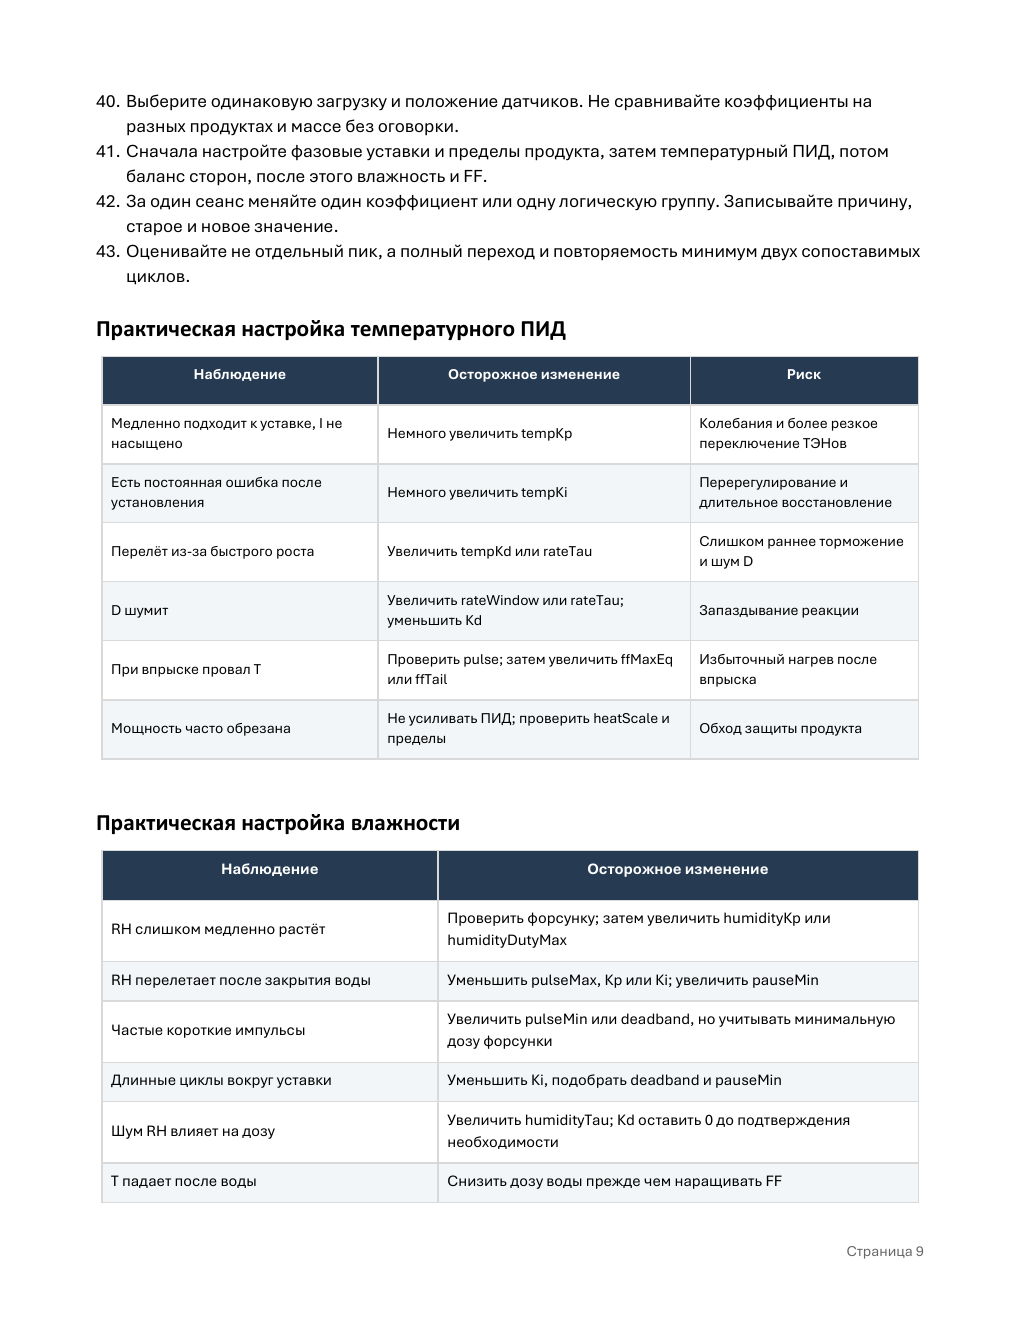 40. Выберите одинаковую загрузку и положение датчиков. Не сравнивайте коэффициенты на
разных продуктах и массе без оговорки.
41. Сначала настройте фазовые уставки и пределы продукта, затем температурный ПИД, потом
баланс сторон, после этого влажность и FF.
42. За один сеанс меняйте один коэффициент или одну логическую группу. Записывайте причину,
старое и новое значение.
43. Оценивайте не отдельный пик, а полный переход и повторяемость минимум двух сопоставимых
циклов.
Практическая настройка температурного ПИД
Наблюдение
Осторожное изменение
Риск
Медленно подходит к уставке, I не
насыщено
Немного увеличить tempKp
Колебания и более резкое
переключение ТЭНов
Есть постоянная ошибка после
установления
Немного увеличить tempKi
Перерегулирование и
длительное восстановление
Перелёт из-за быстрого роста
Увеличить tempKd или rateTau
Слишком раннее торможение
и шум D
D шумит
Увеличить rateWindow или rateTau;
уменьшить Kd
Запаздывание реакции
При впрыске провал T
Проверить pulse; затем увеличить ffMaxEq
или ffTail
Избыточный нагрев после
впрыска
Мощность часто обрезана
Не усиливать ПИД; проверить heatScale и
пределы
Обход защиты продукта
Практическая настройка влажности
Наблюдение
Осторожное изменение
RH слишком медленно растёт
Проверить форсунку; затем увеличить humidityKp или
humidityDutyMax
RH перелетает после закрытия воды
Уменьшить pulseMax, Kp или Ki; увеличить pauseMin
Частые короткие импульсы
Увеличить pulseMin или deadband, но учитывать минимальную
дозу форсунки
Длинные циклы вокруг уставки
Уменьшить Ki, подобрать deadband и pauseMin
Шум RH влияет на дозу
Увеличить humidityTau; Kd оставить 0 до подтверждения
необходимости
T падает после воды
Снизить дозу воды прежде чем наращивать FF
Страница 9